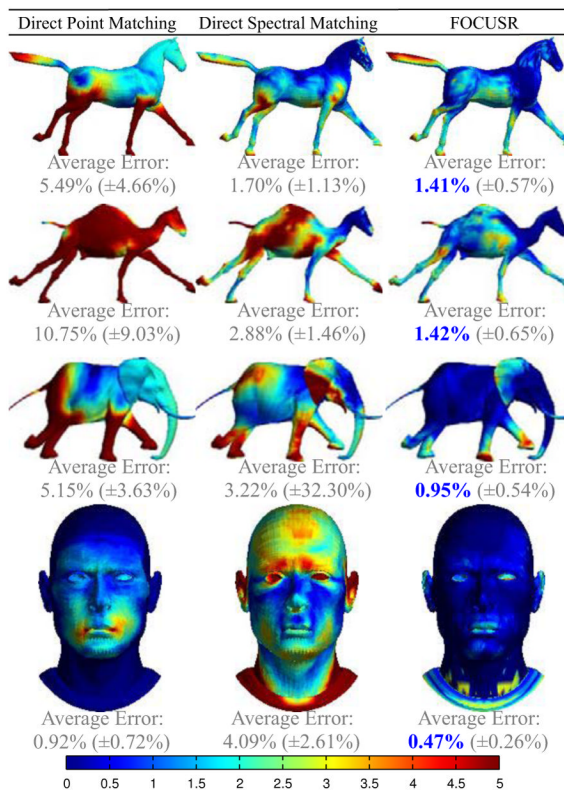 Direct Point Matching Direct Spectral Matching FOCUSR
Average Error: Average Error: Average Error:
5.49% (±4.66%) 1.70% (±1.13%) 1.41% (±0.57%)
Average Error: Average Error: Average Error:
10.75% (±9.03%) 2.88% (±1.46%) 1.42% (±0.65%)
Average Error: Average Error: Average Error:
5.15% (±3.63%) 3.22% (±32.30%) 0.95% (±0.54%)
Average Error: Average Error: Average Error:
0.92% (±0.72%) 4.09% (±2.61%) 0.47% (±0.26%)
0 0.5 1 1.5 2 2.5 3 3.5 4 4.5 5